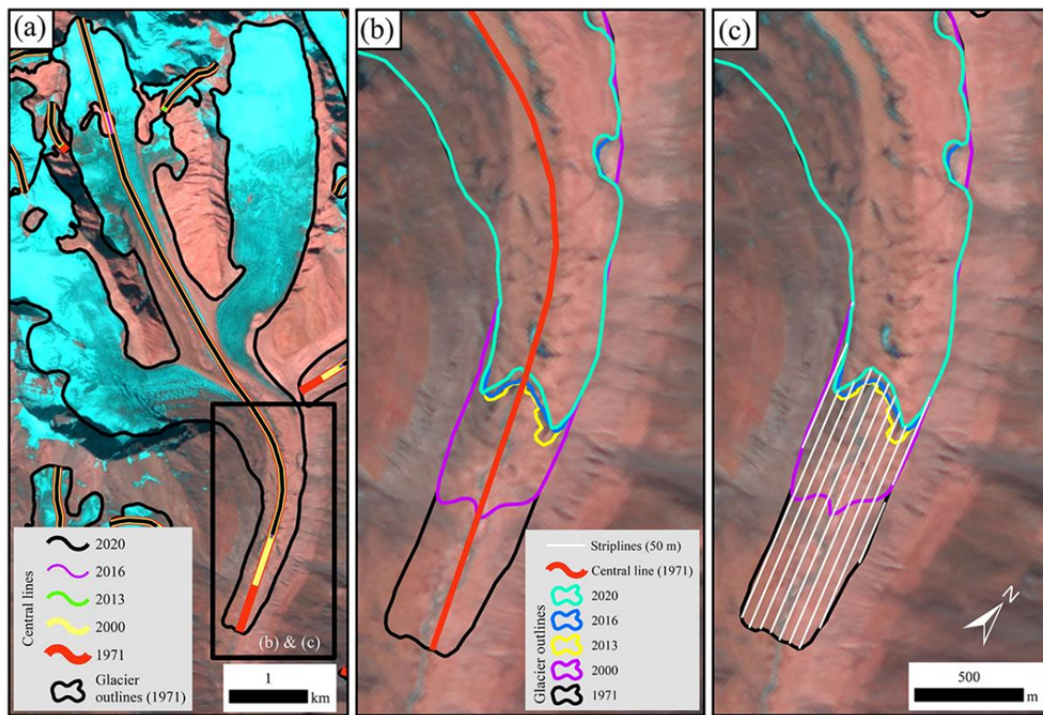 (a)
Central lines
2020
2016
2013
2000
1971
Glacier
outlines (1971)
(b) & (c)
1
km
(b)
Striplines (50 m)
Central line (1971)
Glacier outlines
2020
2016
2013
2000
1971
(c)
N
500
m